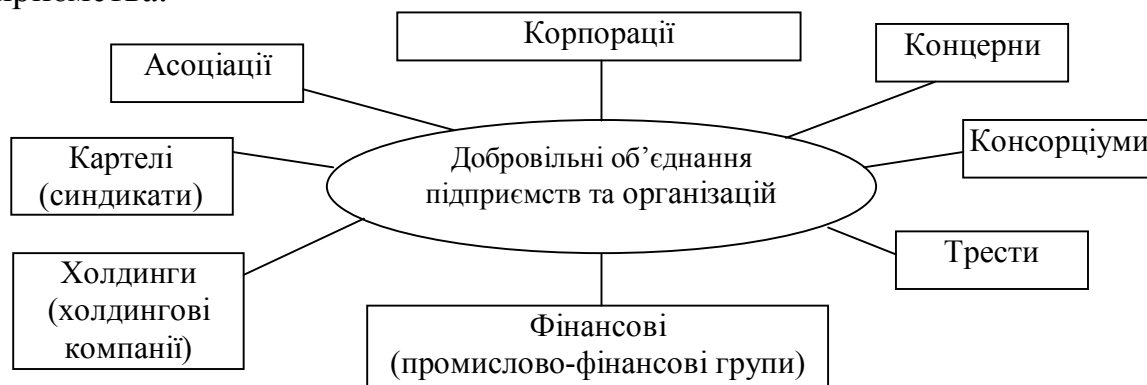 Корпорації
Концерни
Асоціації
Консорціуми
Картелі
(синдикати)
Добровільні об’єднання
підприємств та організацій
Трести
Холдинги
(холдингові
компанії)
Фінансові
(промислово-фінансові групи)